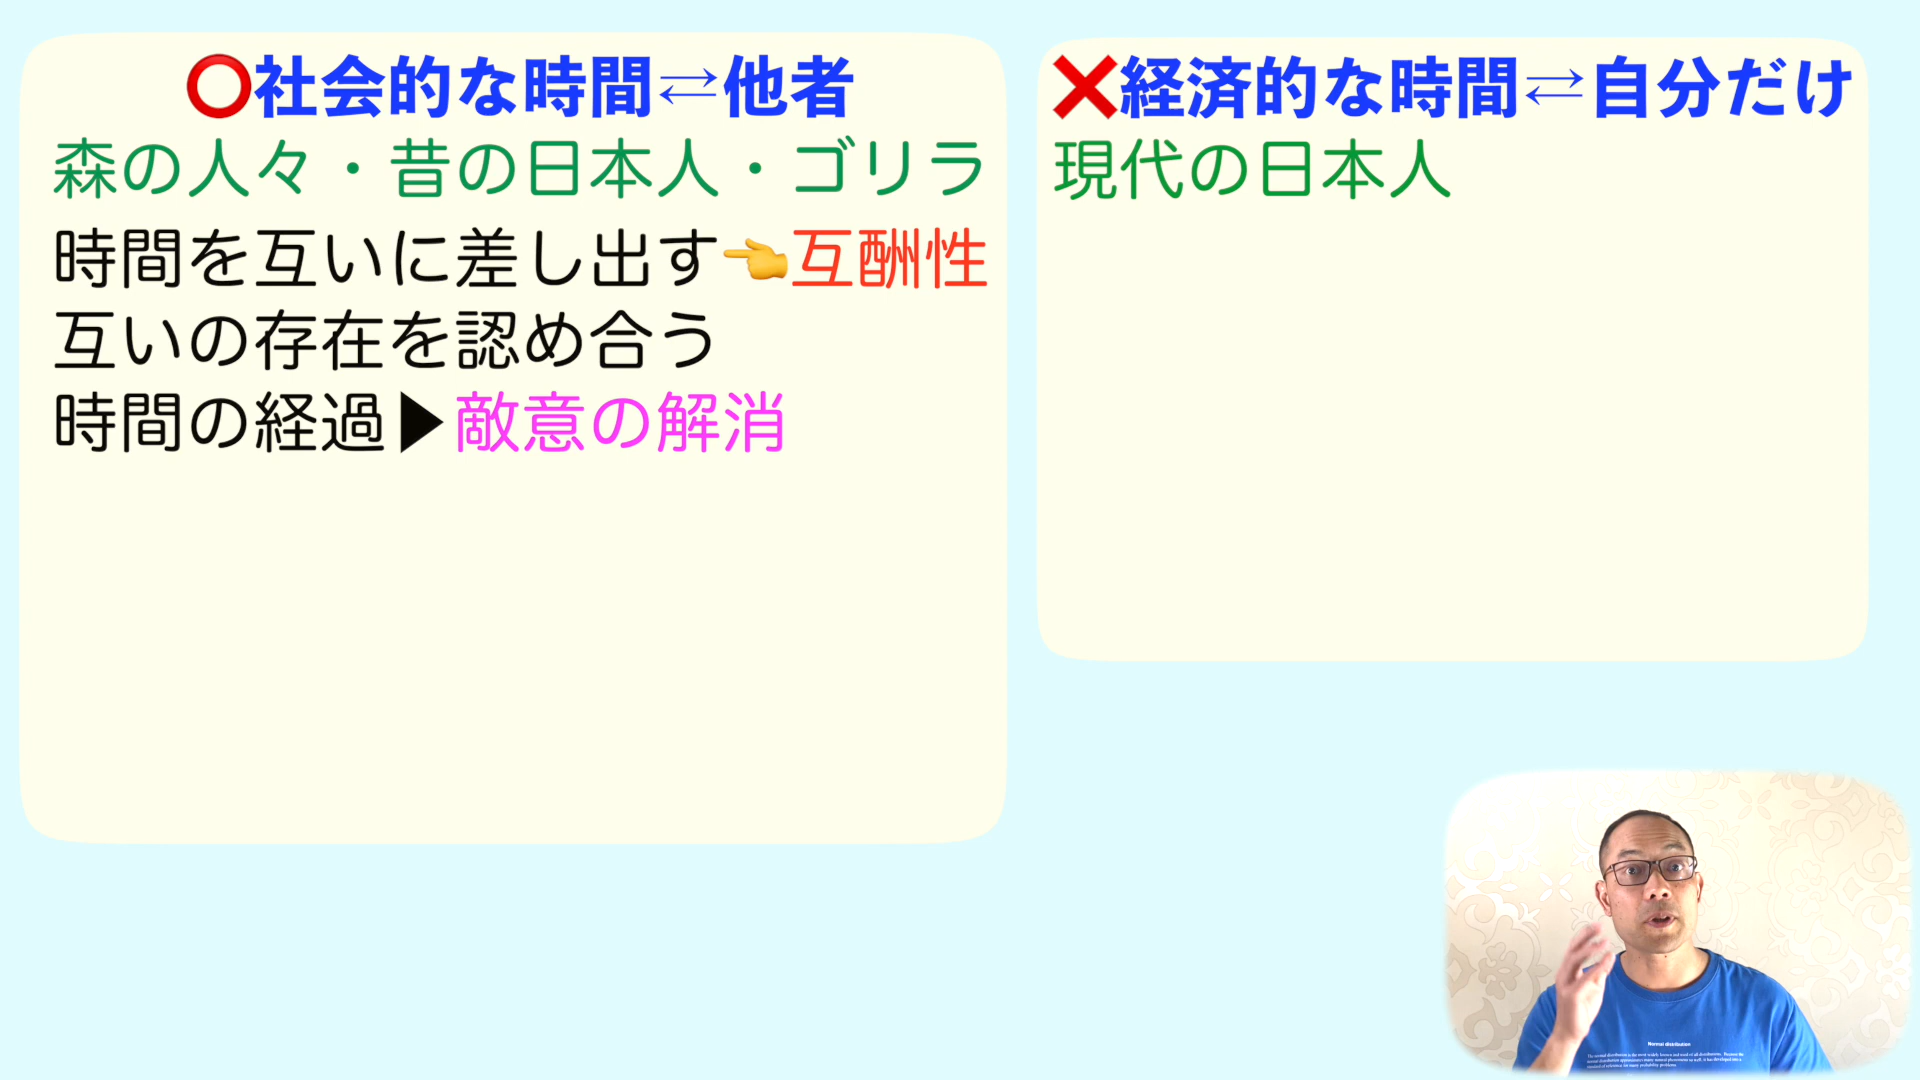 ⭕社会的な時間⇄他者
森の人々・昔の日本人・ゴリラ
時間を互いに差し出す👈互酬性
互いの存在を認め合う
時間の経過▶敵意の解消
❌経済的な時間⇄自分だけ
現代の日本人
Normal distribution